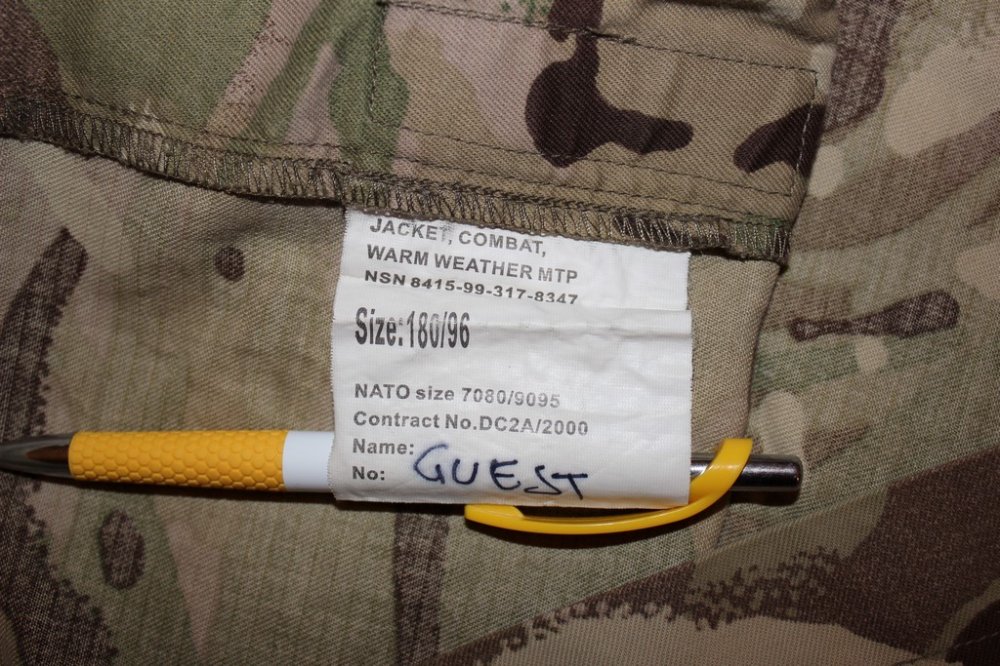 JACKET, COMBAT,
WARM WEATHER MTP
NSN 8415-99-317-8347
Size:180/96
NATO size 7080/9095
Contract No.DC2A/2000
Name:
No: GUEST